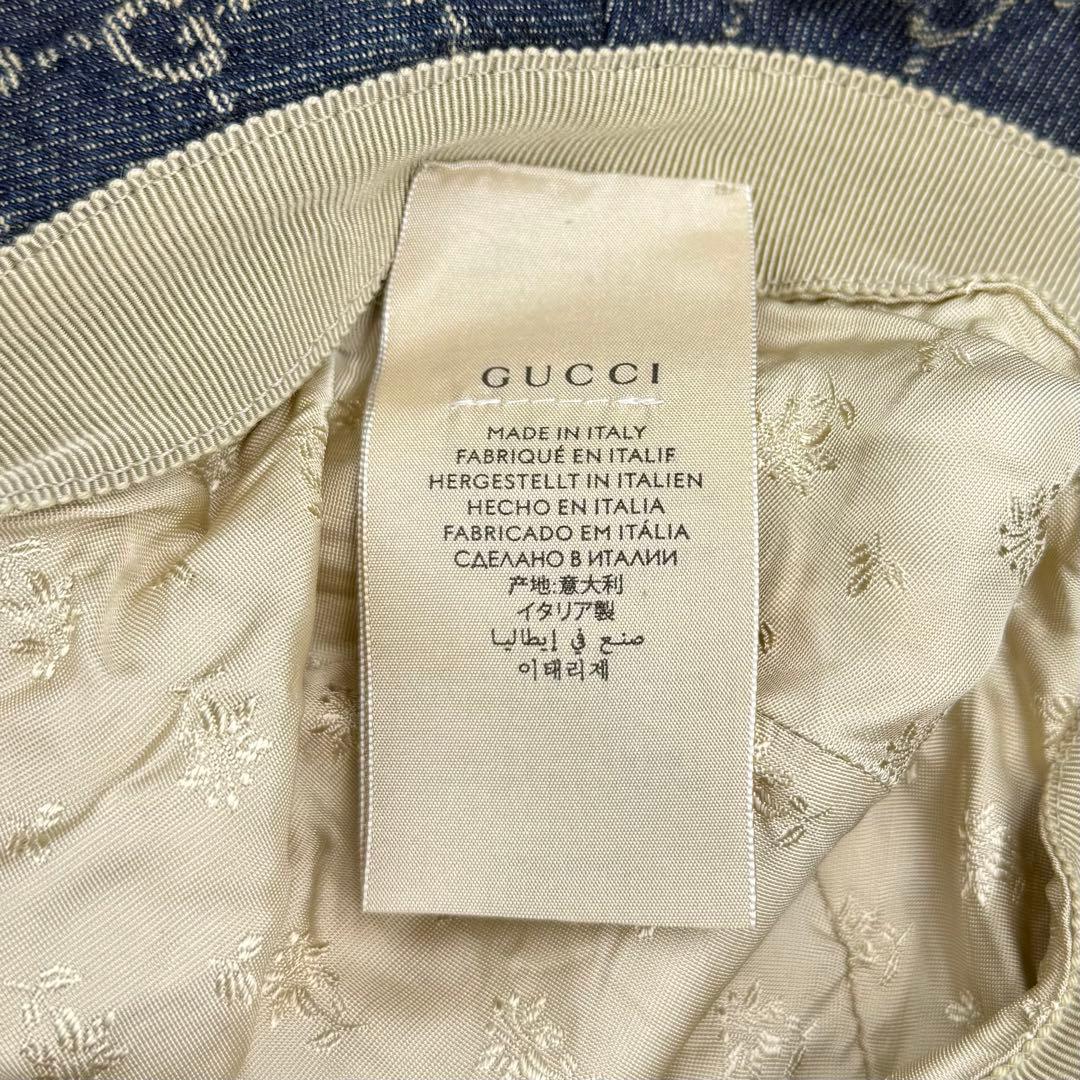 GUCCI
MADE IN ITALY
FABRIQUÉ EN ITALIE
HERGESTELLT IN ITALIEN
HECHO EN ITALIA
FABRICADO EM ITÁLIA
СДЕЛАНО В ИТАЛИИ
产地:意大利
イタリア製
صنع في إيطاليا
이태리제